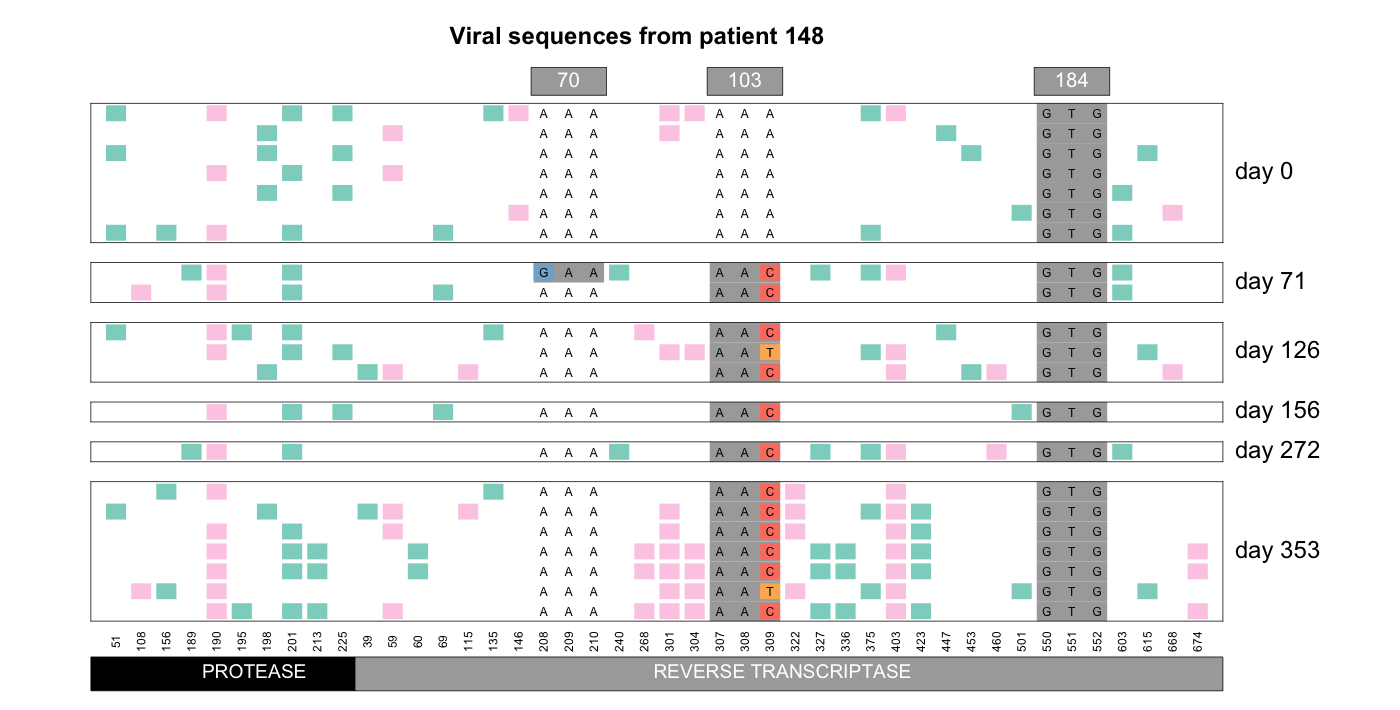 Viral sequences from patient 148
70 103 184
A A A A A A G T G
A A A A A A G T G
A A A A A A G T G
A A A A A A G T G
A A A A A A G T G
A A A A A A G T G
A A A A A A G T G
day 0
G A A A A C G T G
A A A A A C G T G
day 71
A A A A A C G T G
A A A A A T G T G
A A A A A C G T G
day 126
A A A A A C G T G
day 156
A A A A A C G T G
day 272
A A A A A C G T G
A A A A A C G T G
A A A A A C G T G
A A A A A C G T G
A A A A A C G T G
A A A A A T G T G
A A A A A C G T G
day 353
51 108 156 189 190 195 198 201 213 225 39 59 60 69 115 135 146 208 209 210 240 268 301 304 307 308 309 322 327 336 375 403 423 447 453 460 501 550 551 552 603 615 668 674
PROTEASE REVERSE TRANSCRIPTASE